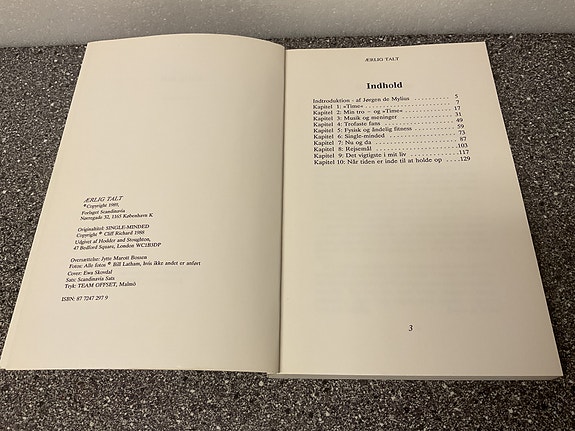 ÆRLIG TALT
©Copyright 1989,
Forlaget Scandinavia
Nørregade 32, 1165 København K
Originaltitel: SINGLE-MINDED
Copyright © Cliff Richard 1988
Udgivet af Hodder and Stoughton,
47 Bedford Square, London WC1B3DP
Oversættelse: Jytte Marott Bossen
Fotos: Alle fotos © Bill Latham, hvis ikke andet er anført
Cover: Ewa Skovdal
Sats: Scandinavia Sats
Tryk: TEAM OFFSET, Malmö
ISBN: 87 7247 297 9
ÆRLIG TALT
Indhold
Indtroduktion - af Jørgen de Mylius .......... 5
Kapitel 1: »Time« .......... 7
Kapitel 2: Min tro – og »Time« .......... 17
Kapitel 3: Musik og meninger .......... 31
Kapitel 4: Trofaste fans .......... 49
Kapitel 5: Fysisk og åndelig fitness .......... 59
Kapitel 6: Single-minded .......... 73
Kapitel 7: Nu og da .......... 87
Kapitel 8: Rejsemål .......... 103
Kapitel 9: Det vigtigste i mit liv .......... 117
Kapitel 10: Når tiden er inde til at holde op .....129
3